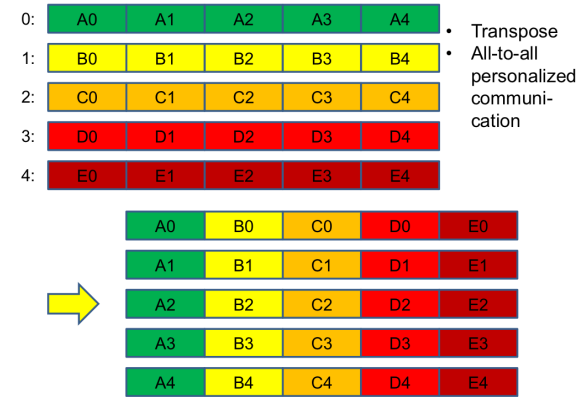 0: A0 A1 A2 A3 A4
1: B0 B1 B2 B3 B4
2: C0 C1 C2 C3 C4
3: D0 D1 D2 D3 D4
4: E0 E1 E2 E3 E4
• Transpose
• All-to-all
personalized
communi-
cation
A0 B0 C0 D0 E0
A1 B1 C1 D1 E1
A2 B2 C2 D2 E2
A3 B3 C3 D3 E3
A4 B4 C4 D4 E4